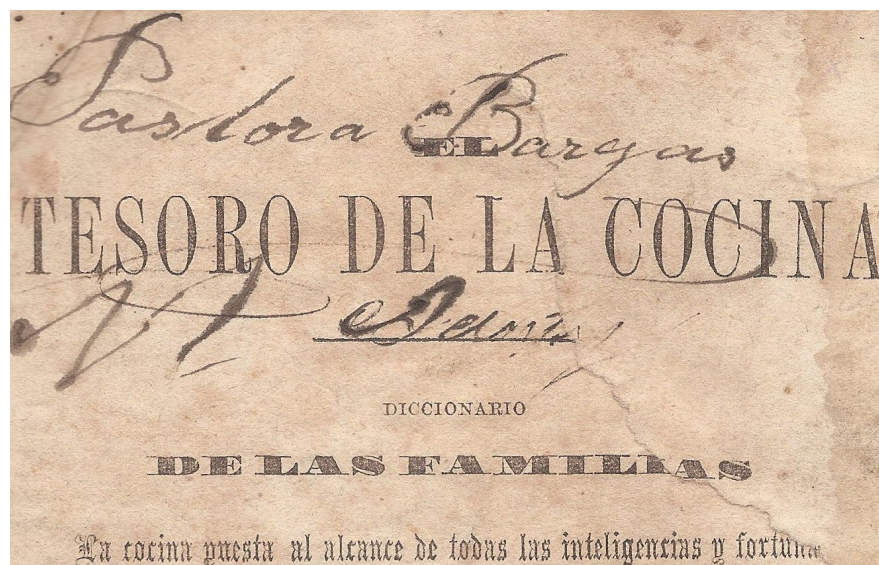 Pastora Bargas
EL
TESORO DE LA COCINA
DICCIONARIO
DE LAS FAMILIAS
La cocina puesta al alcance de todas las inteligencias y